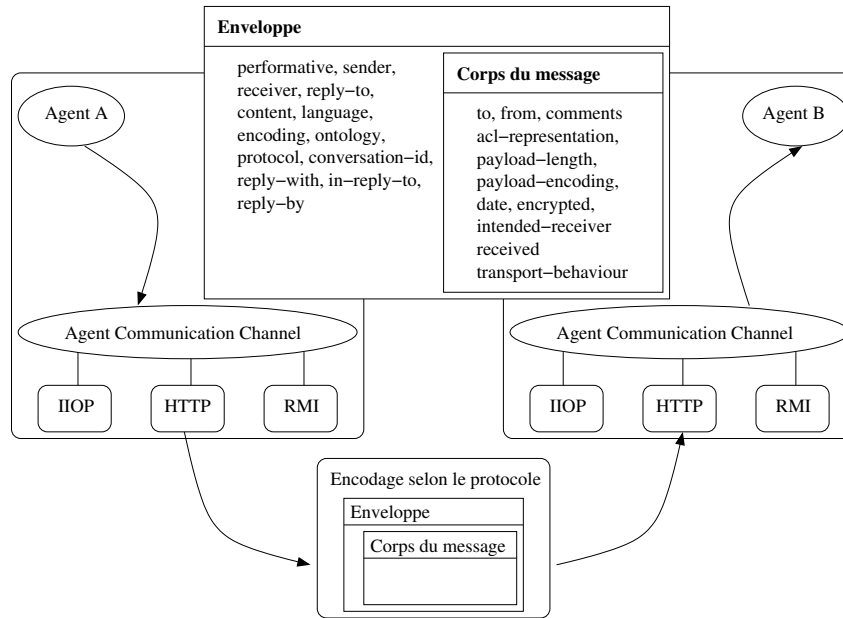 Enveloppe
performative, sender,
receiver, reply−to,
content, language,
encoding, ontology,
protocol, conversation−id,
reply−with, in−reply−to,
reply−by
Corps du message
to, from, comments
acl−representation,
payload−length,
payload−encoding,
date, encrypted,
intended−receiver
received
transport−behaviour
Agent A
Agent B
Agent Communication Channel
IIOP
HTTP
RMI
Agent Communication Channel
IIOP
HTTP
RMI
Encodage selon le protocole
Enveloppe
Corps du message